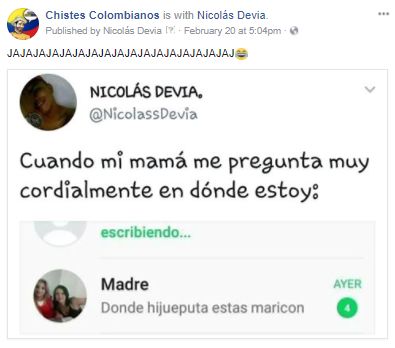 Chistes Colombianos is with Nicolás Devia.
Published by Nicolás Devia [?] · February 20 at 5:04pm ·
JAJAJAJAJAJAJAJAJAJAJAJAJAJAJAJAJAJAJ😂
NICOLÁS DEVIA.
@NicolassDevia
Cuando mi mamá me pregunta muy
cordialmente en dónde estoy:
escribiendo...
Madre AYER
Donde hijueputa estas maricon 4